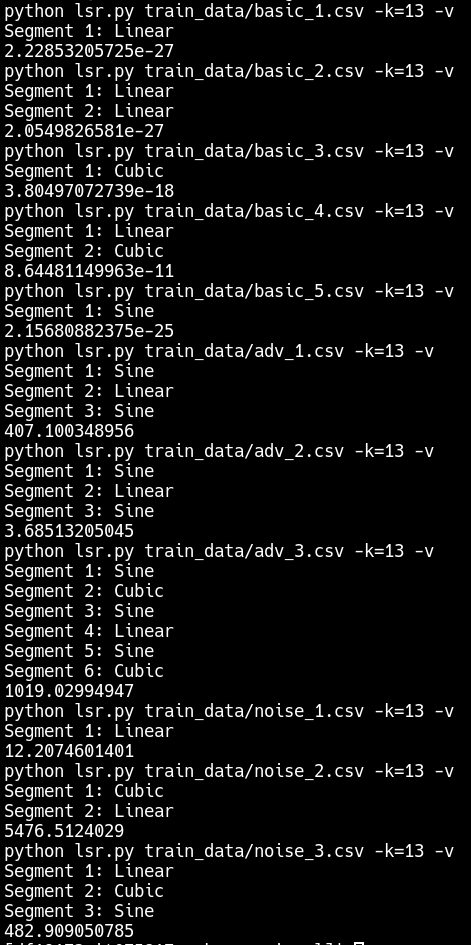 python lsr.py train_data/basic_1.csv -k=13 -v
Segment 1: Linear
2.22853205725e-27
python lsr.py train_data/basic_2.csv -k=13 -v
Segment 1: Linear
Segment 2: Linear
2.0549826581e-27
python lsr.py train_data/basic_3.csv -k=13 -v
Segment 1: Cubic
3.80497072739e-18
python lsr.py train_data/basic_4.csv -k=13 -v
Segment 1: Linear
Segment 2: Cubic
8.64481149963e-11
python lsr.py train_data/basic_5.csv -k=13 -v
Segment 1: Sine
2.15680882375e-25
python lsr.py train_data/adv_1.csv -k=13 -v
Segment 1: Sine
Segment 2: Linear
Segment 3: Sine
407.100348956
python lsr.py train_data/adv_2.csv -k=13 -v
Segment 1: Sine
Segment 2: Linear
Segment 3: Sine
3.68513205045
python lsr.py train_data/adv_3.csv -k=13 -v
Segment 1: Sine
Segment 2: Cubic
Segment 3: Sine
Segment 4: Linear
Segment 5: Sine
Segment 6: Cubic
1019.02994947
python lsr.py train_data/noise_1.csv -k=13 -v
Segment 1: Linear
12.2074601401
python lsr.py train_data/noise_2.csv -k=13 -v
Segment 1: Cubic
Segment 2: Linear
5476.5124029
python lsr.py train_data/noise_3.csv -k=13 -v
Segment 1: Linear
Segment 2: Cubic
Segment 3: Sine
482.909050785